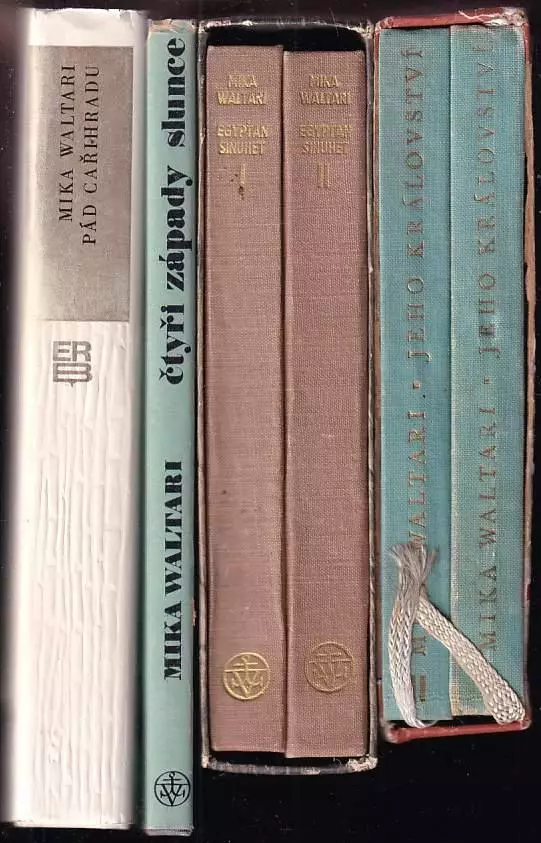 MIKA WALTARI
PÁD CAŘIHRADU
ERB
MIKA WALTARI čtyři západy slunce
MIKA
WALTARI
EGYPŤAN
SINUHET
I
MIKA
WALTARI
EGYPŤAN
SINUHET
II
WALTARI · JEHO KRÁLOVSTVÍ
MIKA WALTARI · JEHO KRÁLOVSTVÍ